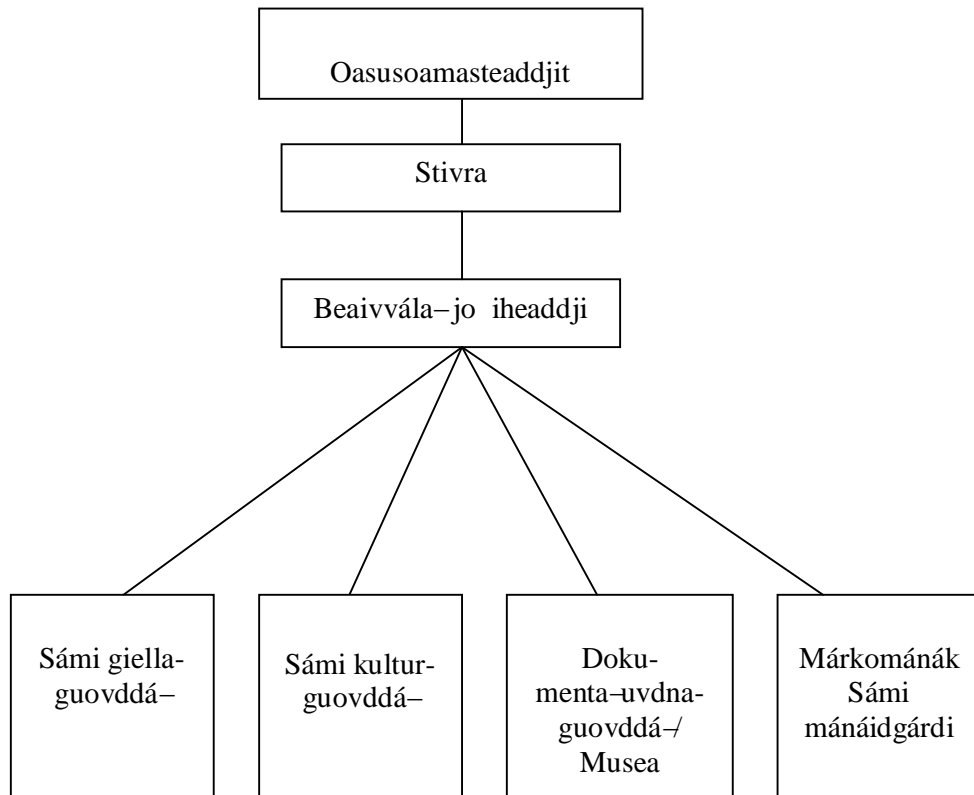 Oasusoamasteaddjit
Stivra
Beaivvála–jo iheaddji
Sámi giella-
guovddá–
Sámi kultur-
guovddá–
Doku-
menta–uvdna-
guovddá–/
Musea
Márkománák
Sámi
mánáidgárdi